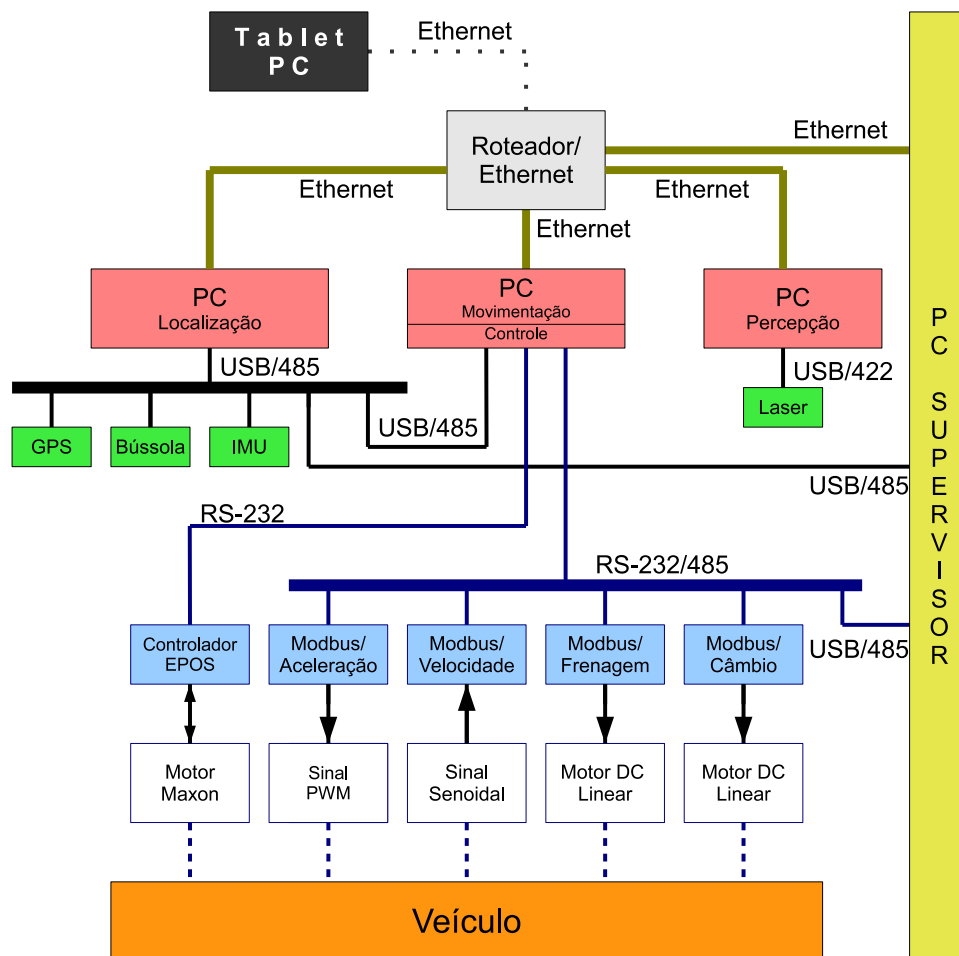 Tablet
PC
Ethernet
Ethernet
Roteador/
Ethernet
Ethernet
Ethernet
Ethernet
PC
Localização
PC
Movimentação
Controle
PC
Percepção
USB/485
USB/422
GPS
Bússola
IMU
USB/485
Laser
USB/485
RS-232
RS-232/485
Controlador
EPOS
Modbus/
Aceleração
Modbus/
Velocidade
Modbus/
Frenagem
Modbus/
Câmbio
USB/485
Motor
Maxon
Sinal
PWM
Sinal
Senoidal
Motor DC
Linear
Motor DC
Linear
Veículo
PC SUPERVISOR